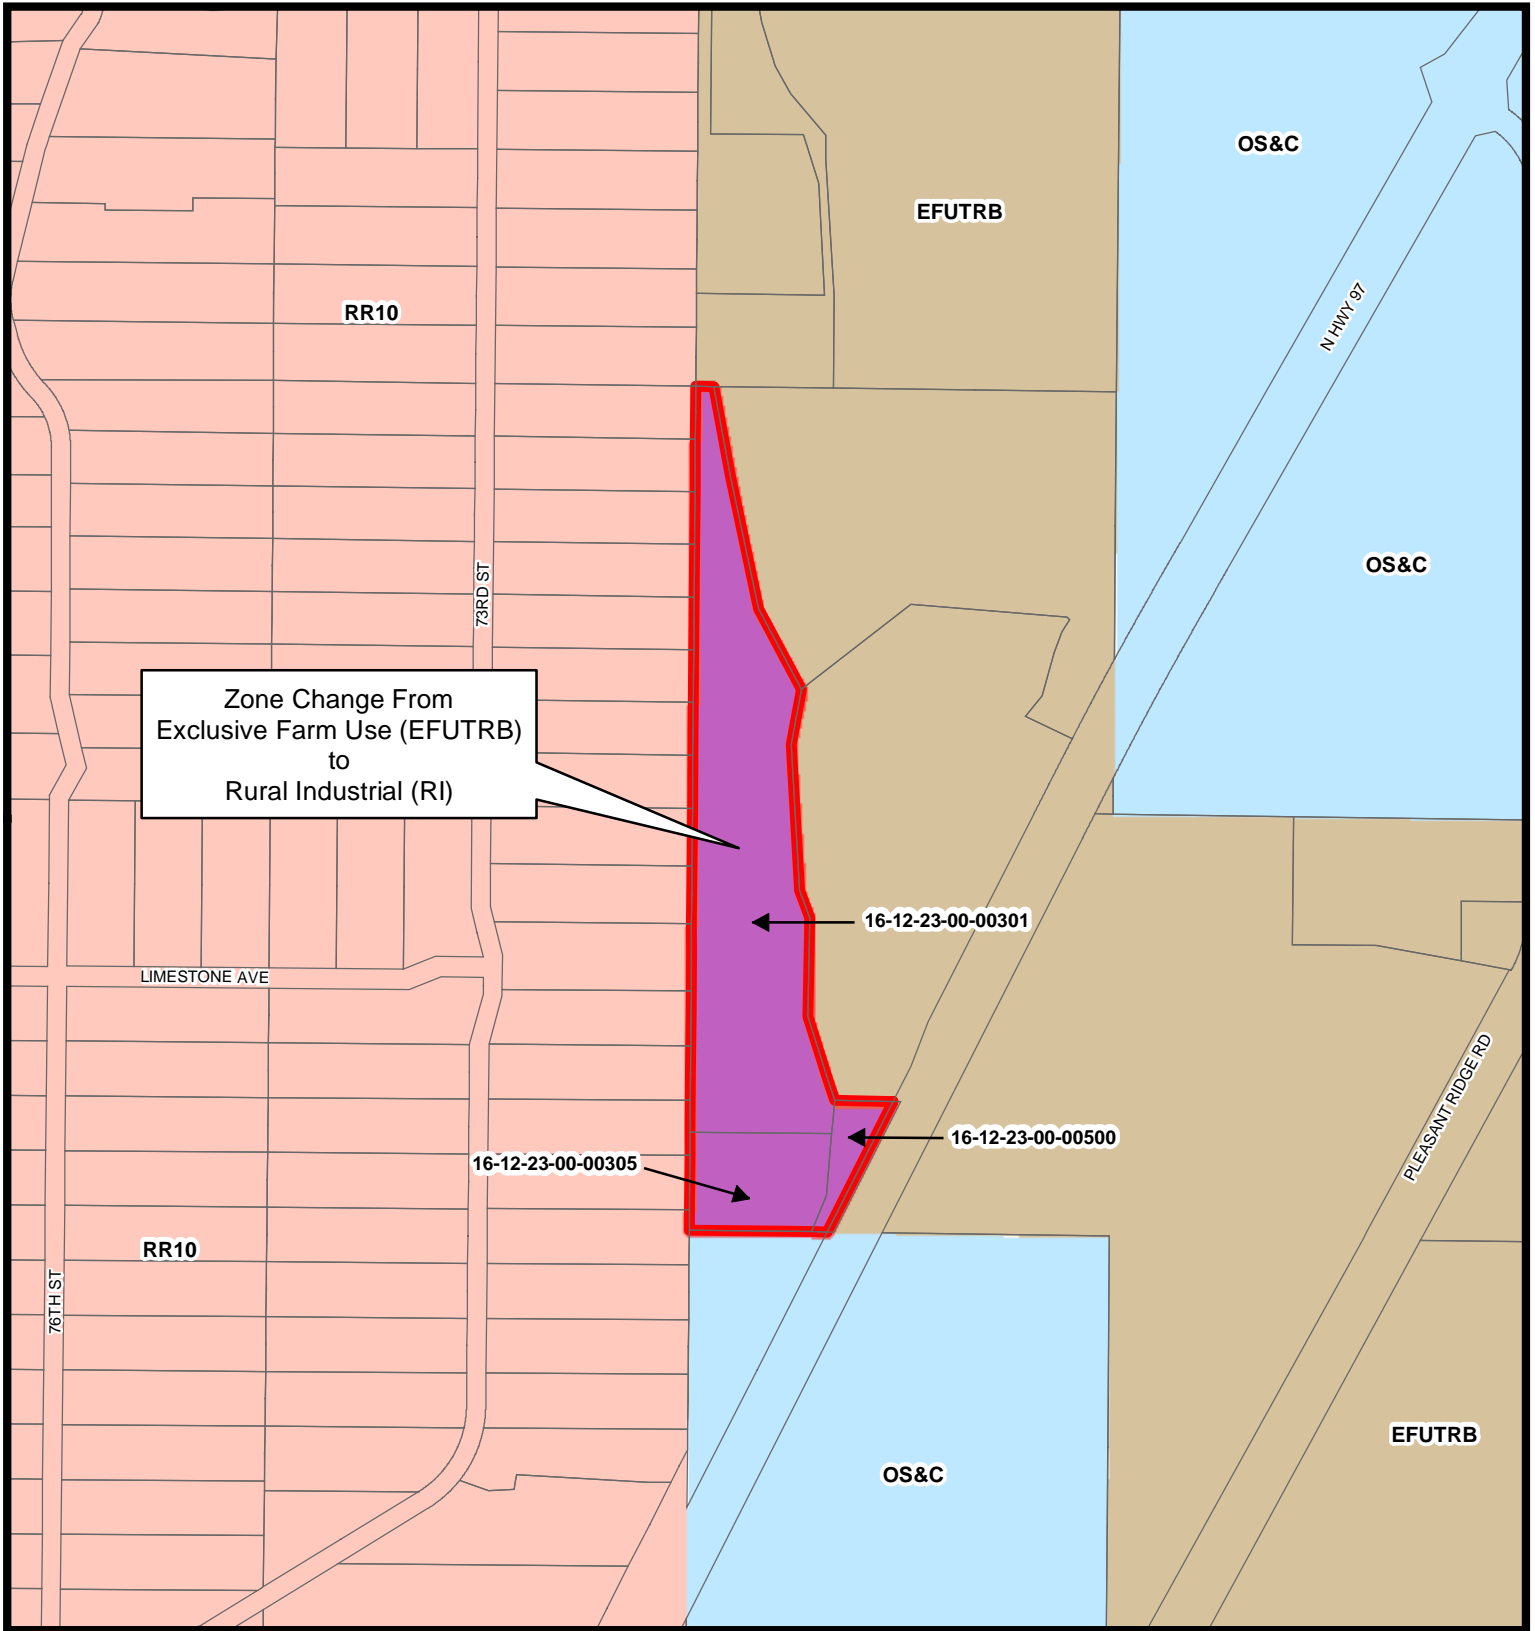 OS&C
EFUTRB
RR10
N HWY 97
OS&C
73RD ST
Zone Change From
Exclusive Farm Use (EFUTRB)
to
Rural Industrial (RI)
16-12-23-00-00301
LIMESTONE AVE
PLEASANT RIDGE RD
16-12-23-00-00500
16-12-23-00-00305
RR10
76TH ST
EFUTRB
OS&C